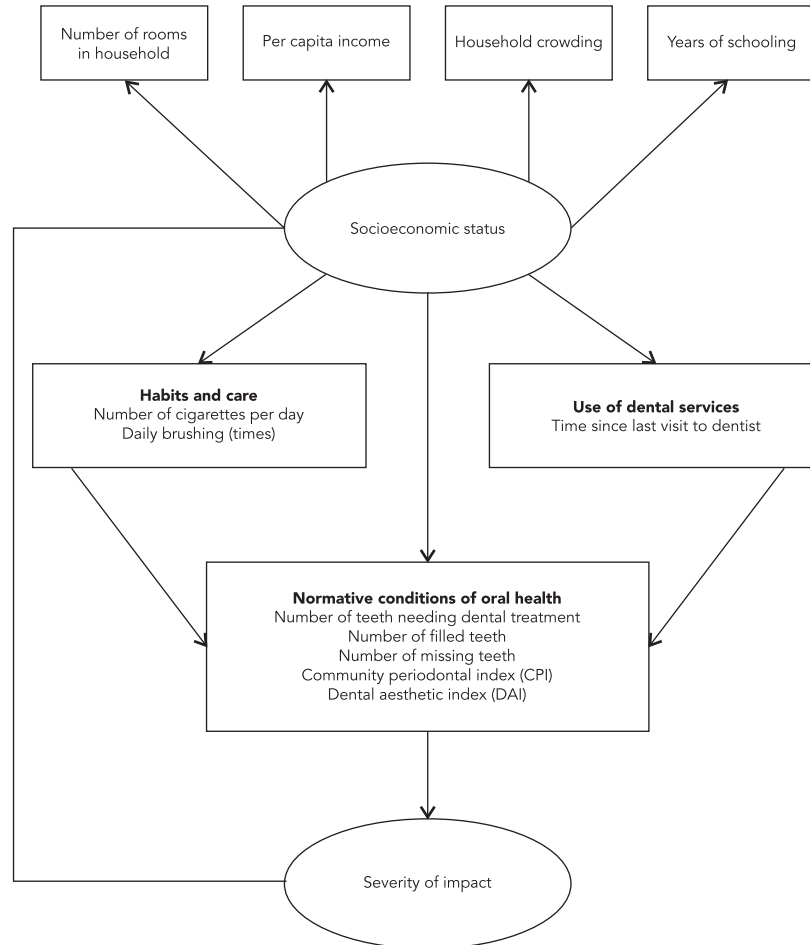 Number of rooms
in household
Per capita income
Household crowding
Years of schooling
Socioeconomic status
Habits and care
Number of cigarettes per day
Daily brushing (times)
Use of dental services
Time since last visit to dentist
Normative conditions of oral health
Number of teeth needing dental treatment
Number of filled teeth
Number of missing teeth
Community periodontal index (CPI)
Dental aesthetic index (DAI)
Severity of impact